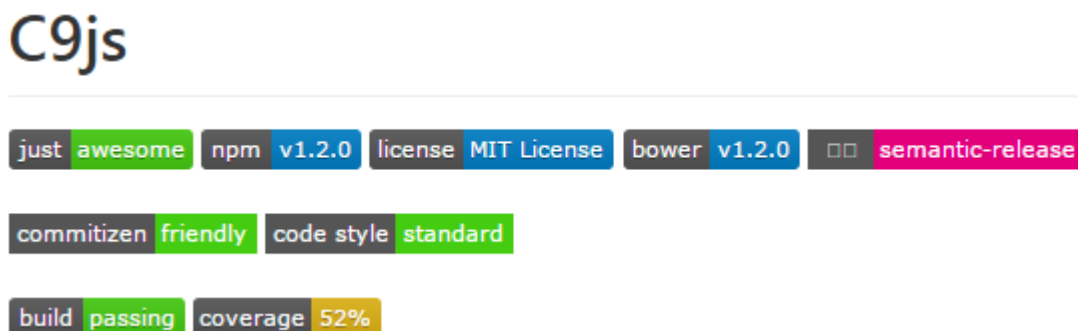 C9js
just awesome npm v1.2.0 license MIT License bower v1.2.0 semantic-release
commitizen friendly code style standard
build passing coverage 52%